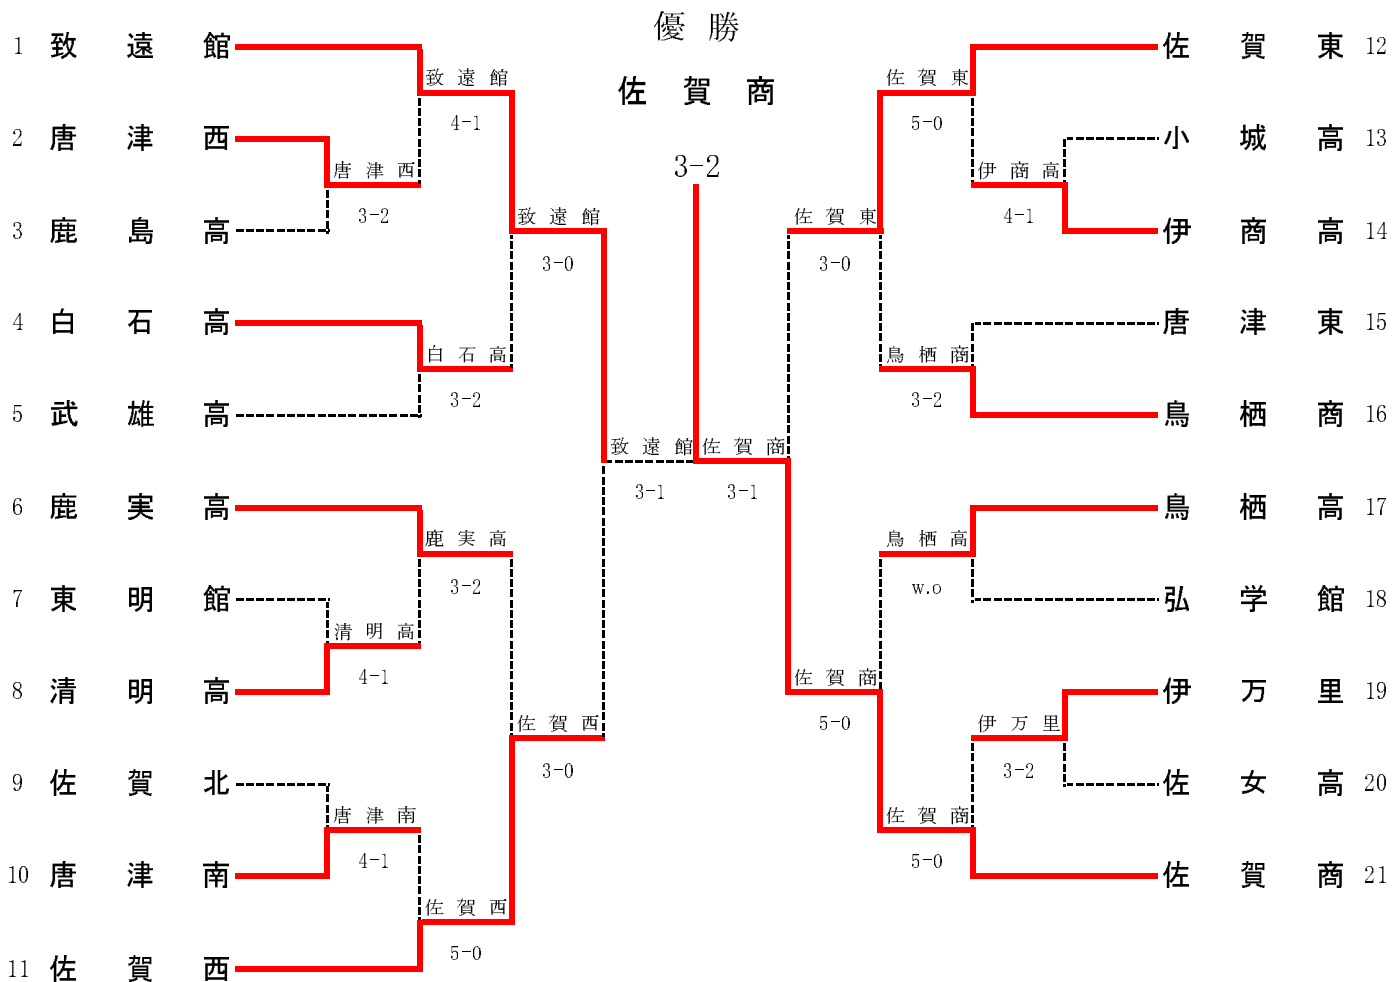 優勝
佐賀商
3-2
1 致遠館
2 唐津西
3 鹿島高
4 白石高
5 武雄高
6 鹿実高
7 東明館
8 清明高
9 佐賀北
10 唐津南
11 佐賀西
唐津西
3-2
清明高
4-1
唐津南
4-1
致遠館
4-1
白石高
3-2
鹿実高
3-2
佐賀西
5-0
致遠館
3-0
佐賀西
3-0
致遠館
3-1
佐賀商
3-1
佐賀東
3-0
佐賀商
5-0
佐賀東
5-0
鳥栖商
3-2
鳥栖高
w.o
佐賀商
5-0
伊商高
4-1
伊万里
3-2
佐賀東 12
小城高 13
伊商高 14
唐津東 15
鳥栖商 16
鳥栖高 17
弘学館 18
伊万里 19
佐女高 20
佐賀商 21